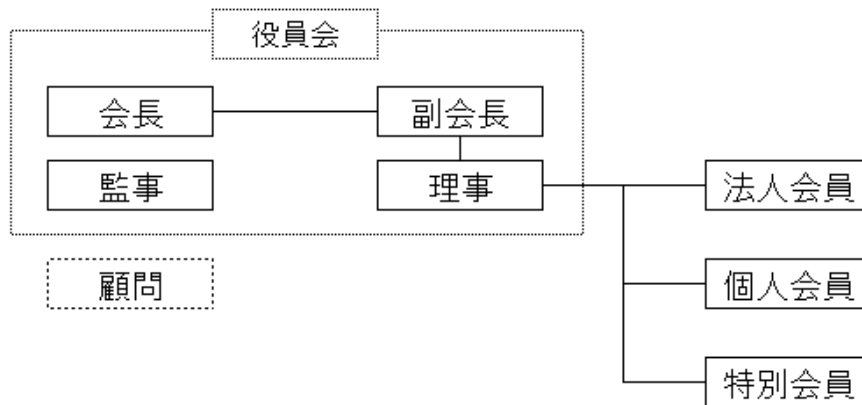 役員会
会長
副会長
監事
理事
法人会員
顧問
個人会員
特別会員